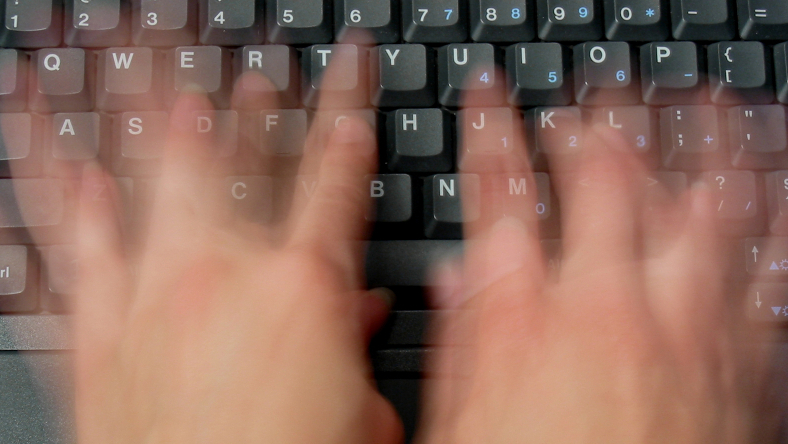 ! 1 @ 2 # 3 $ 4 % 5 ^ 6 & 7 7 * 8 8 ( 9 9 ) 0 * _ - + =
Q W E R T Y U 4 I 5 O 6 P - { [
A S D F G H J 1 K 2 L 3 : ; + " '
Z C V B N M 0 < > ? / /
rl